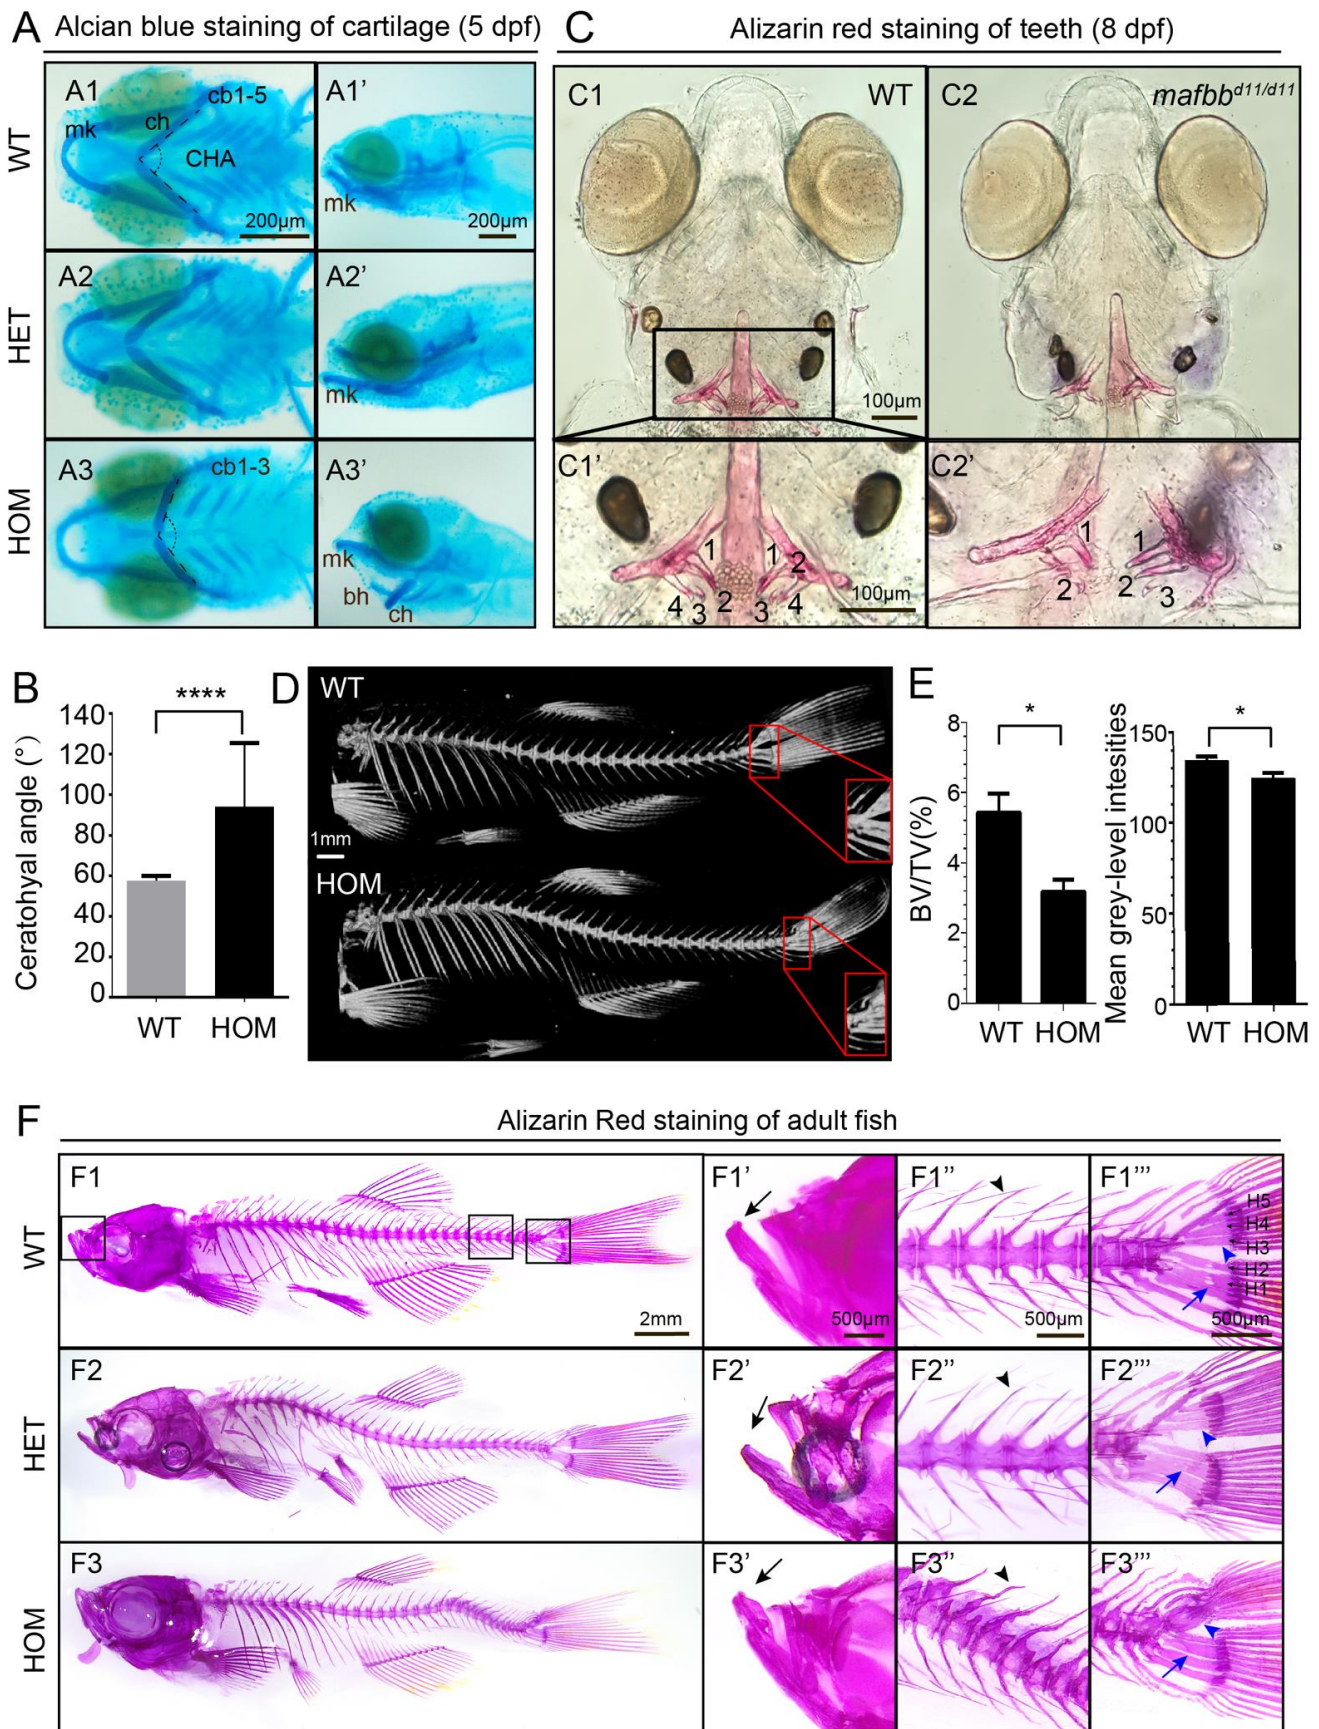 A Alcian blue staining of cartilage (5 dpf)
WT
A1
mk
ch
cb1-5
CHA
200µm
A1’
mk
200µm
HET
A2
A2’
mk
HOM
A3
cb1-3
A3’
mk
bh
ch
C Alizarin red staining of teeth (8 dpf)
C1 WT
100µm
C2 mafbb^d11/d11
C1’
1 1 2
4 3 2 3 4
100µm
C2’
1 1
2 2 3
B
****
Ceratohyal angle (°)
140
120
100
80
60
40
20
0
WT HOM
D
WT
1mm
HOM
E
*
BV/TV(%)
8
6
4
2
0
WT HOM
*
Mean grey-level intesities
150
100
50
0
WT HOM
F Alizarin Red staining of adult fish
WT
F1
2mm
F1’
500µm
F1’’
500µm
F1’’’
H5
H4
H3
H2
H1
500µm
HET
F2
F2’
F2’’
F2’’’
HOM
F3
F3’
F3’’
F3’’’